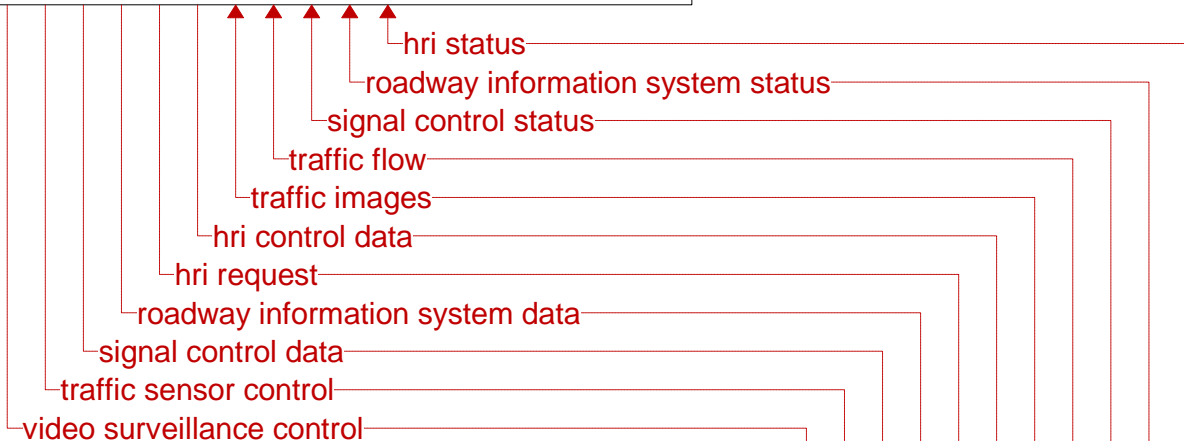 hri status
roadway information system status
signal control status
traffic flow
traffic images
hri control data
hri request
roadway information system data
signal control data
traffic sensor control
video surveillance control